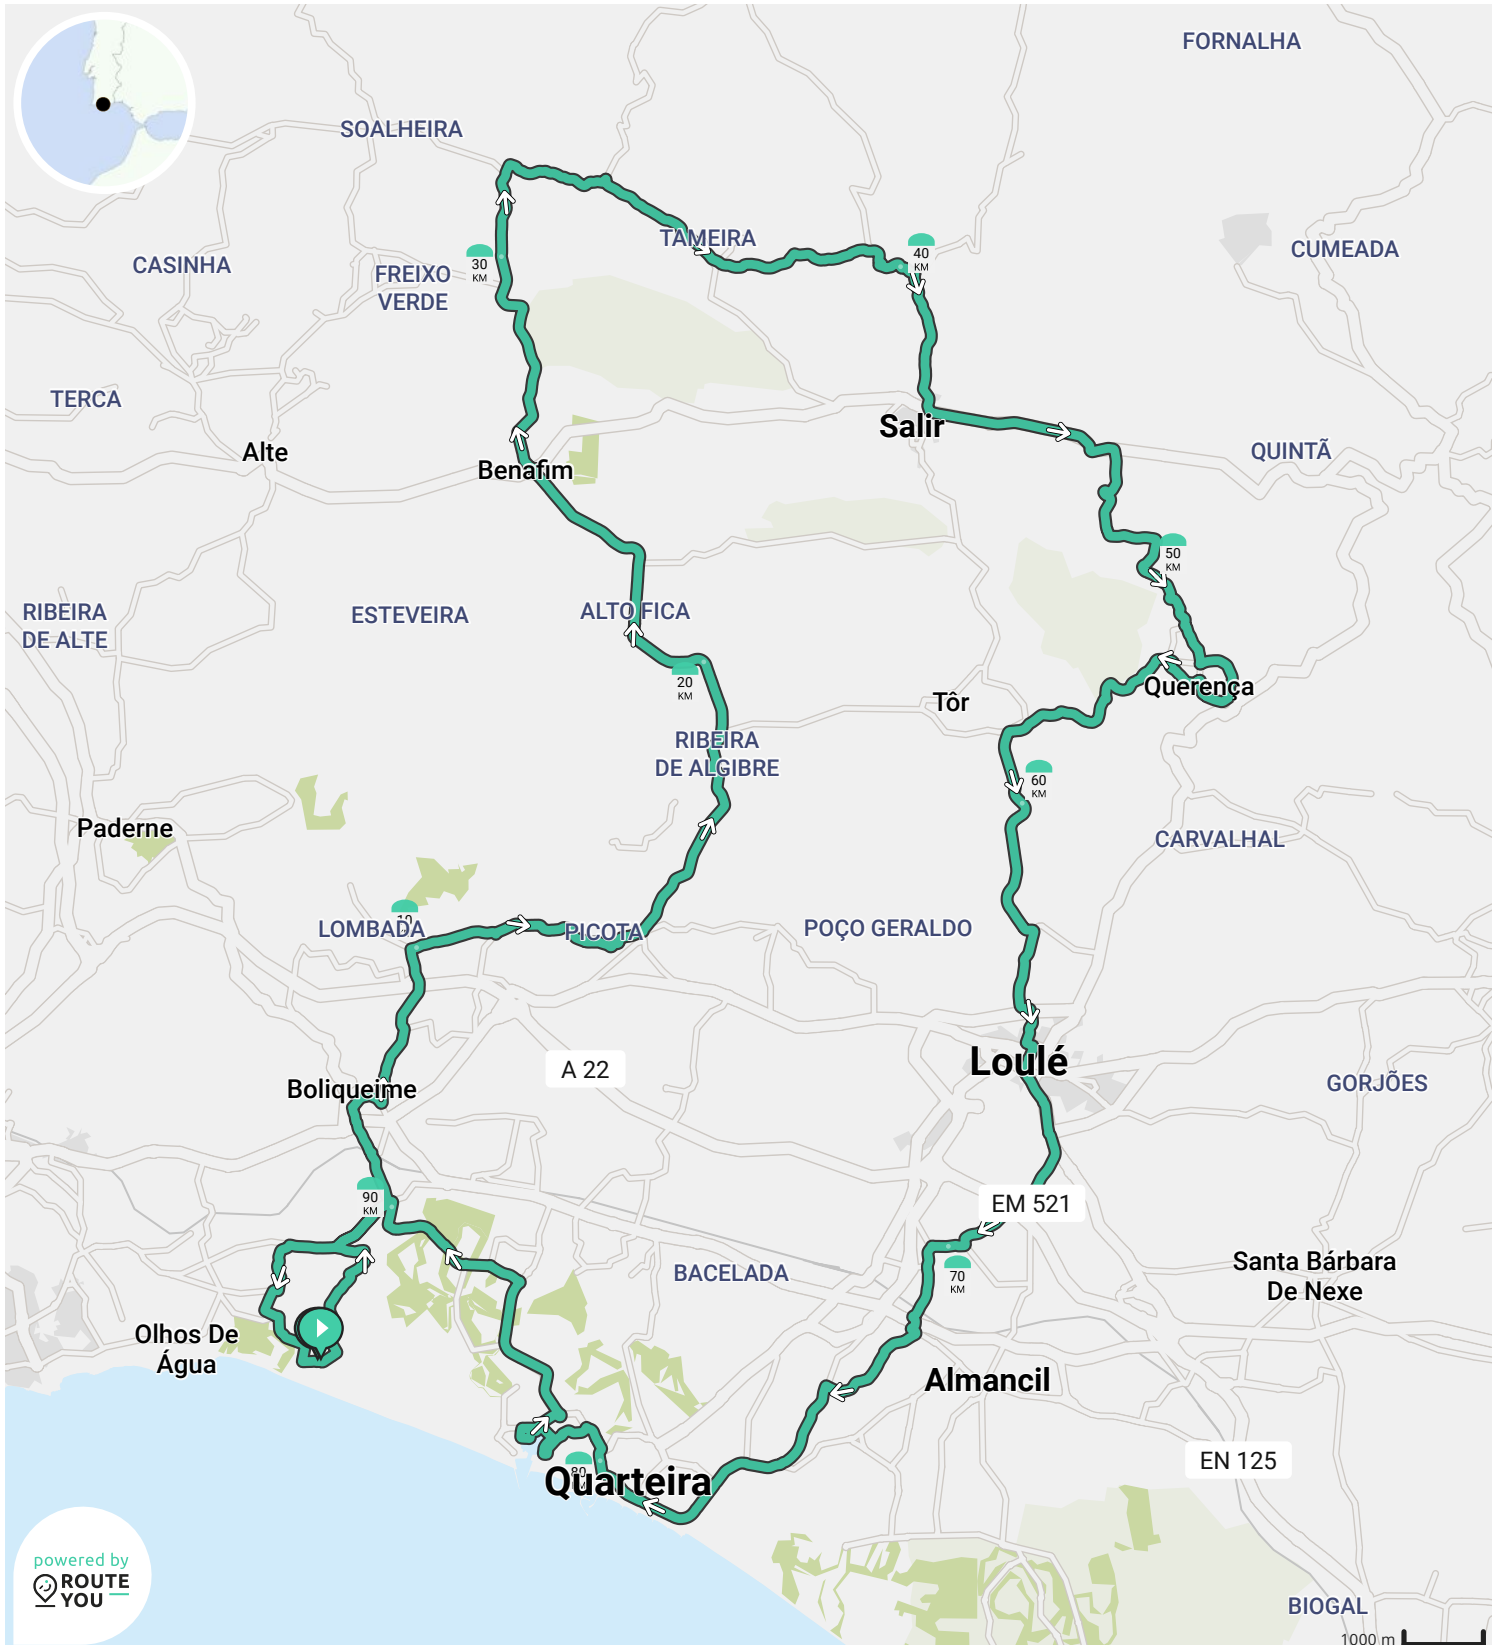 FORNALHA
SOALHEIRA
TAMEIRA
40
KM
CUMEADA
CASINHA
30
KM
FREIXO
VERDE
TERCA
Salir
Alte
QUINTÃ
Benafim
50
KM
RIBEIRA
DE ALTE
ESTEVEIRA
ALTO FICA
20
KM
Querença
Tôr
RIBEIRA
DE ALGIBRE
60
KM
Paderne
CARVALHAL
10
LOMBADA
PICOTA
POÇO GERALDO
Loulé
A 22
Boliqueime
GORJÕES
90
KM
EM 521
BACELADA
70
KM
Santa Bárbara
De Nexe
Olhos De
Água
Almancil
EN 125
80
Quarteira
powered by
ROUTE
YOU
BIOGAL
1000 m